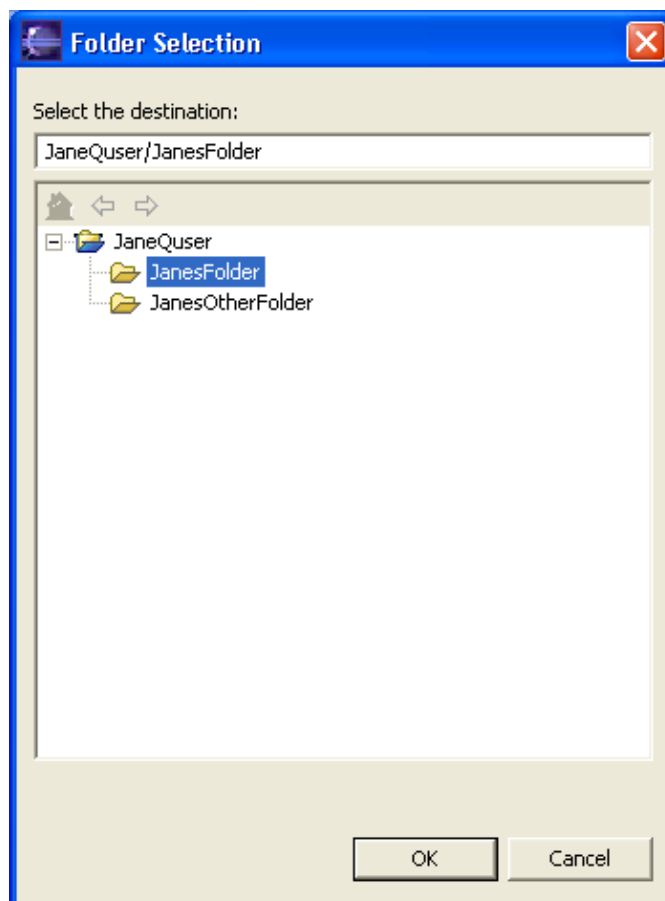 Folder Selection
Select the destination:
JaneQuser/JanesFolder
JaneQuser
JanesFolder
JanesOtherFolder
OK Cancel